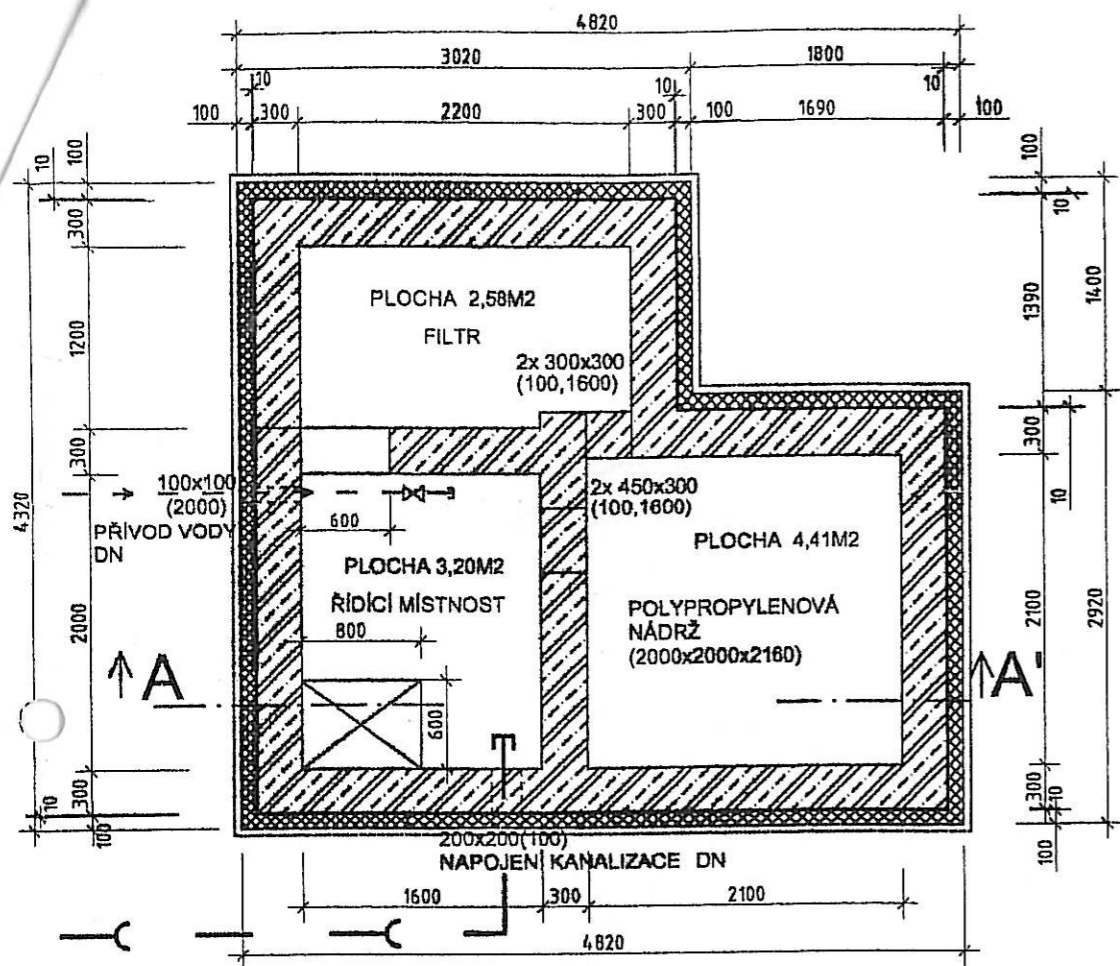 4820
3020 1800
10 10 10
100 300 2200 300 100 1690 100
10 100
300
1200
300
4320
2000
300
10
100
100
10
1390
1400
300
10
2100
2920
300
10
100
PLOCHA 2,58M2
FILTR
2x 300x300
(100,1600)
100x100
(2000)
PŘÍVOD VODY
DN
600
2x 450x300
(100,1600)
PLOCHA 3,20M2
ŘÍDÍCÍ MÍSTNOST
800
600
PLOCHA 4,41M2
POLYPROPYLENOVÁ
NÁDRŽ
(2000x2000x2160)
A A'
200x200(100)
NAPOJENÍ KANALIZACE DN
1600 300 2100
4820